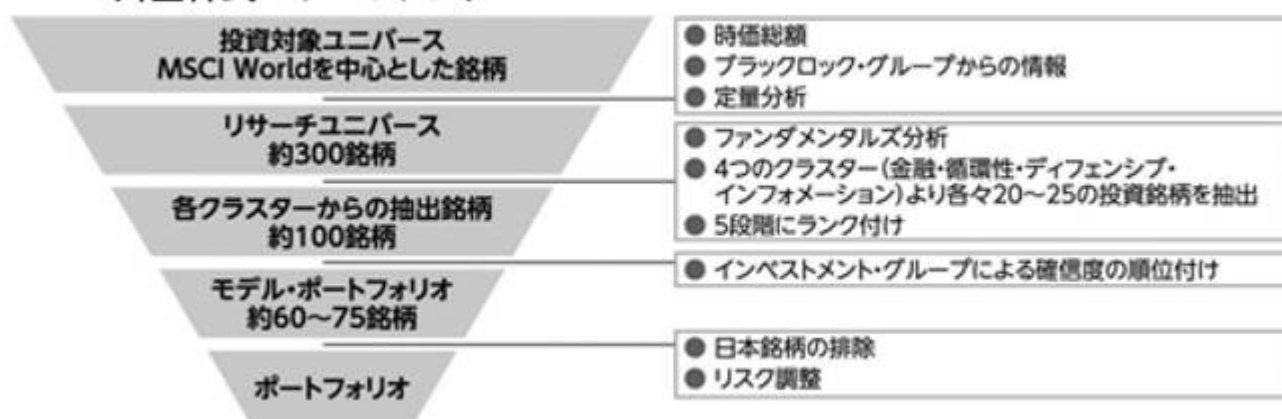 投資対象ユニバース
MSCI Worldを中心とした銘柄
● 時価総額
● ブラックロック・グループからの情報
● 定量分析
リサーチユニバース
約300銘柄
● ファンダメンタルズ分析
● 4つのクラスター(金融・循環性・ディフェンシブ・
インフォメーション)より各々20～25の投資銘柄を抽出
● 5段階にランク付け
各クラスターからの抽出銘柄
約100銘柄
● インベストメント・グループによる確信度の順位付け
モデル・ポートフォリオ
約60～75銘柄
● 日本銘柄の排除
● リスク調整
ポートフォリオ